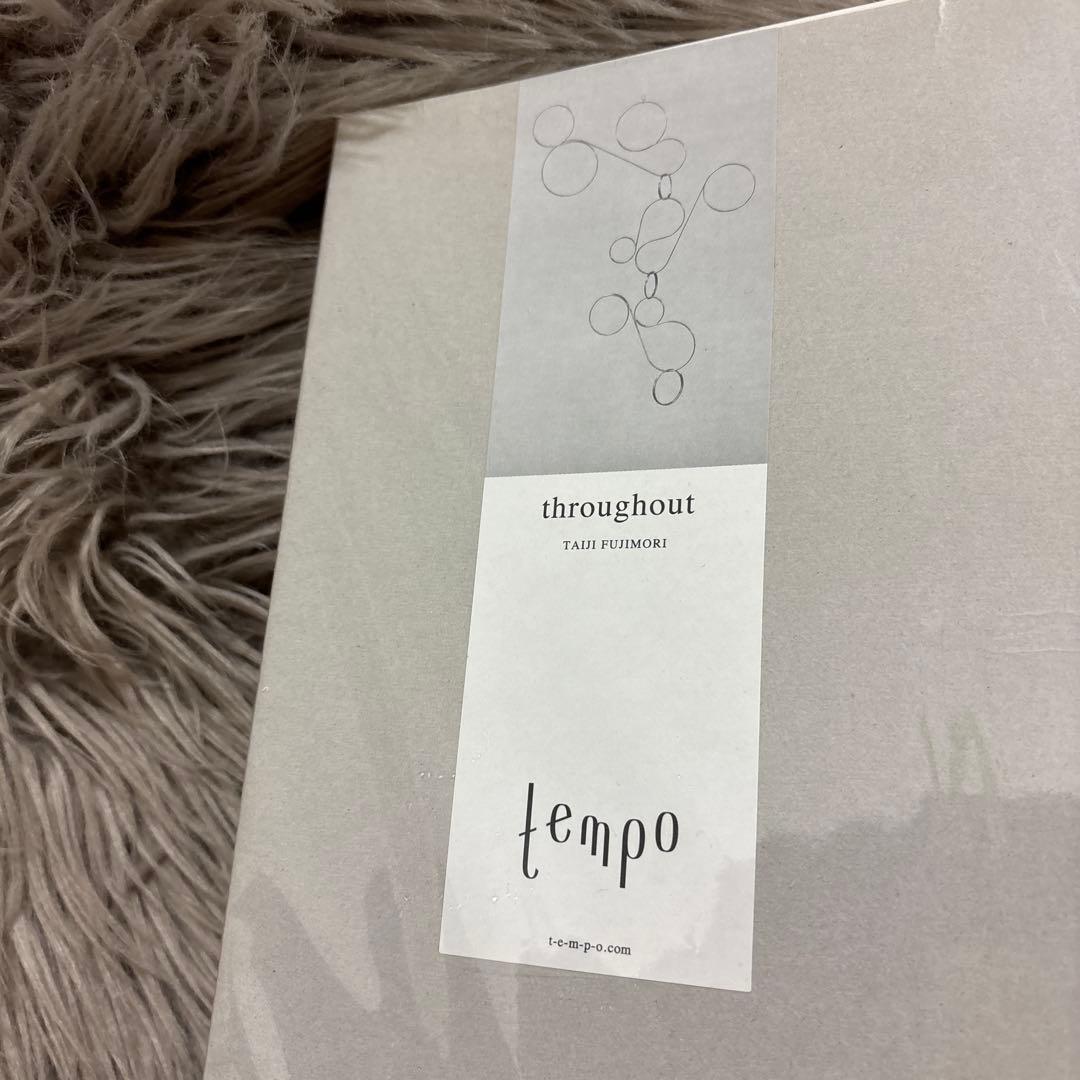 throughout
TAIJI FUJIMORI
tempo
t-e-m-p-o.com